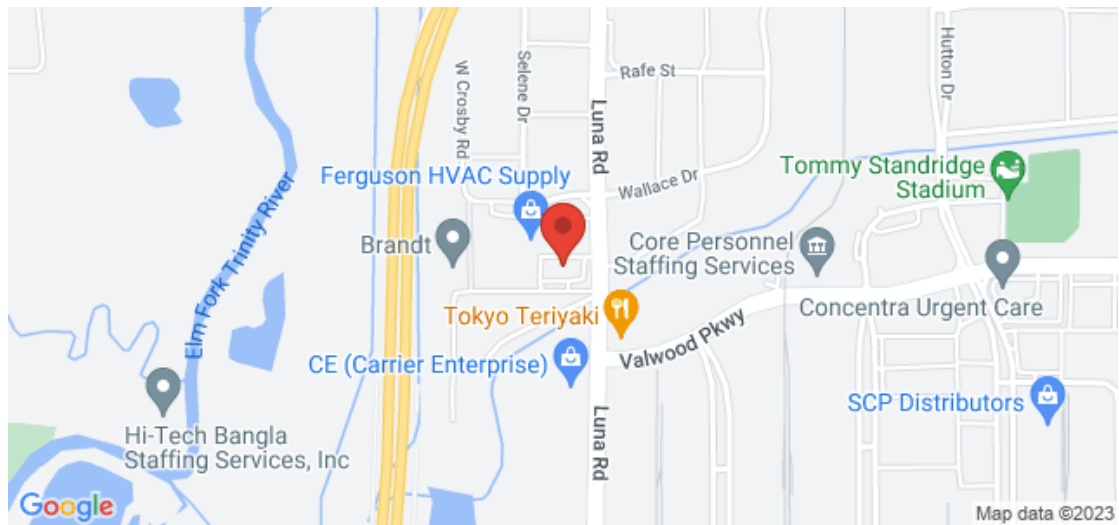 Hutton Dr
Selene Dr
W Crosby Rd
Rafe St
Luna Rd
Tommy Standridge
Stadium
Ferguson HVAC Supply
Wallace Dr
Elm Fork Trinity River
Brandt
Core Personnel
Staffing Services
Tokyo Teriyaki
Concentra Urgent Care
Valwood Pkwy
CE (Carrier Enterprise)
SCP Distributors
Luna Rd
Hi-Tech Bangla
Staffing Services, Inc
Google
Map data ©2023